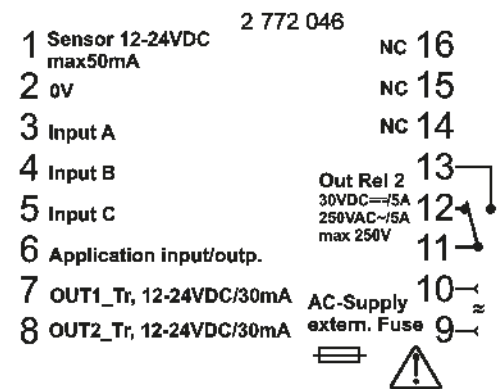 2 772 046
1 Sensor 12-24VDC
max50mA
2 0V
3 Input A
4 Input B
5 Input C
6 Application input/outp.
7 OUT1_Tr, 12-24VDC/30mA
8 OUT2_Tr, 12-24VDC/30mA
NC 16
NC 15
NC 14
13
Out Rel 2
30VDC==/5A
12
250VAC~/5A
max 250V
11
10
AC-Supply
≈
extern. Fuse 9